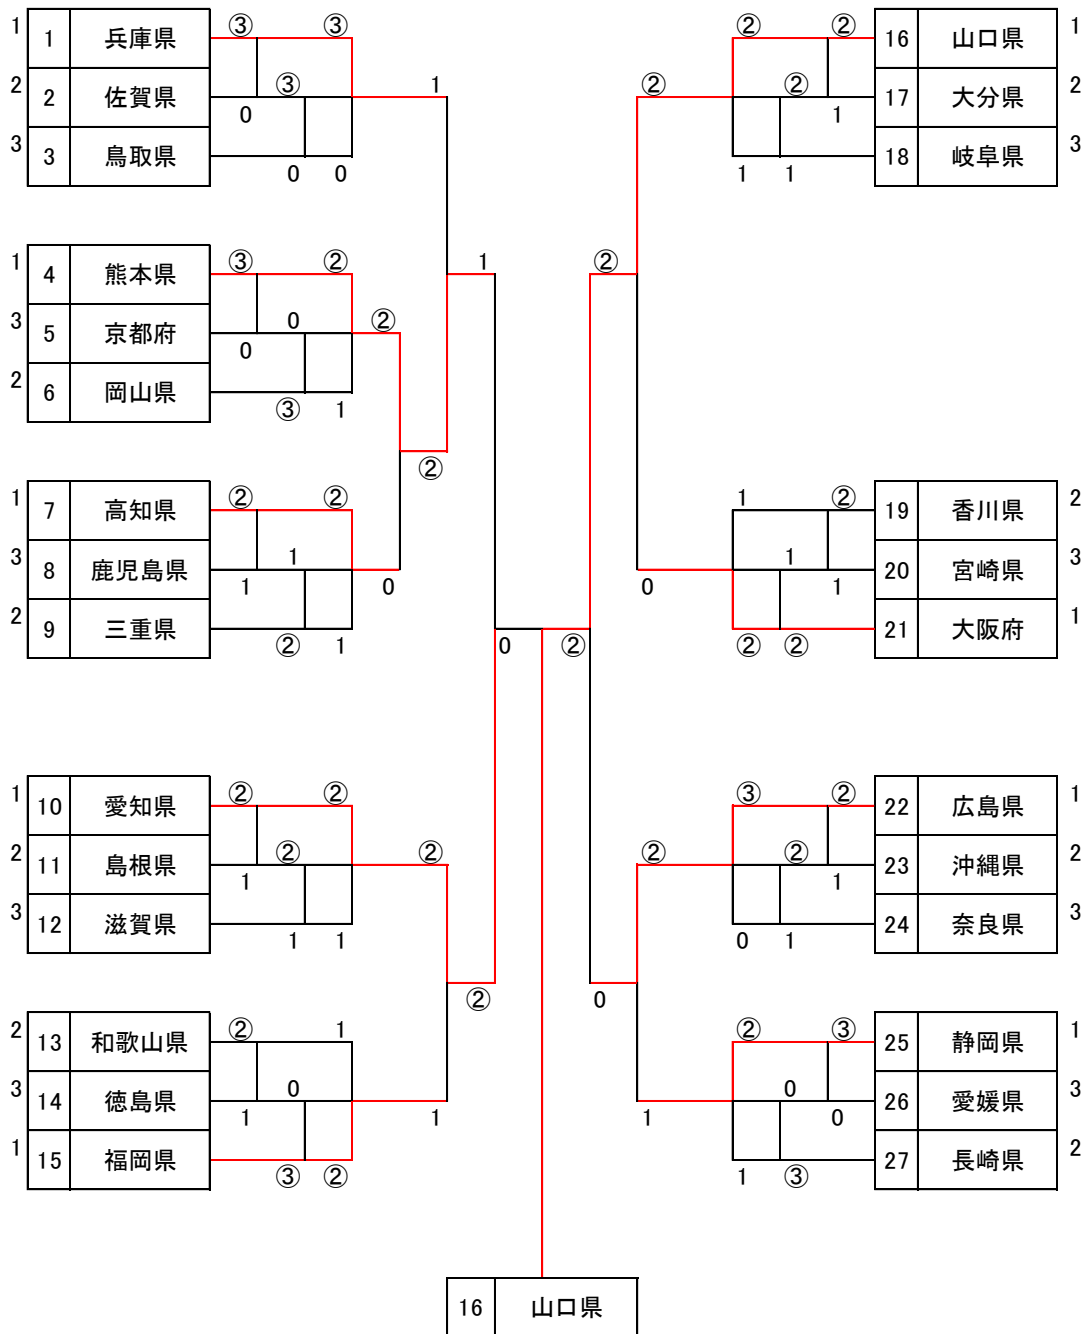 1 1 兵庫県 ③ ③ ② ② 16 山口県 1
2 2 佐賀県 ③ 1 ② ② 17 大分県 2
0 1
3 3 鳥取県 18 岐阜県 3
0 0 1 1
1 4 熊本県 ③ ② 1 ②
3 5 京都府 0 ②
0
2 6 岡山県
③ 1
②
1 7 高知県 ② ② 1 ② 19 香川県 2
3 8 鹿児島県 1 1 20 宮崎県 3
1 0 0 1
2 9 三重県 21 大阪府 1
② 1 0 ② ② ②
1 10 愛知県 ② ② ③ ② 22 広島県 1
2 11 島根県 ② ② ② ② 23 沖縄県 2
1 1
3 12 滋賀県 24 奈良県 3
1 1 0 1
② 0
2 13 和歌山県 ② 1 ② ③ 25 静岡県 1
3 14 徳島県 0 0 26 愛媛県 3
1 1 1 0
1 15 福岡県 27 長崎県 2
③ ② 1 ③
16 山口県